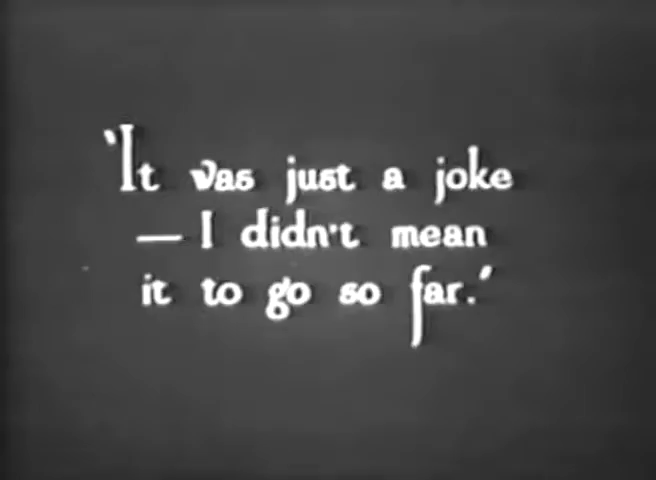 'It was just a joke
— I didn't mean
it to go so far.'